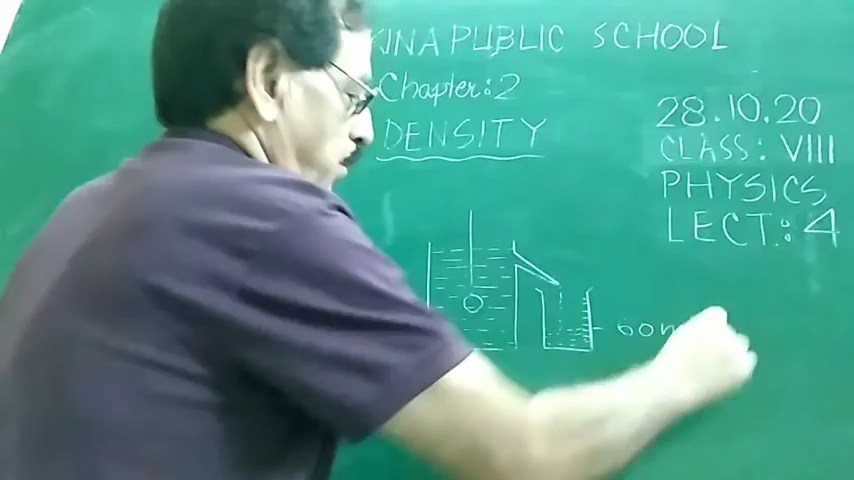 PUBLIC SCHOOL
Chapter: 2
DENSITY
28.10.20
CLASS: VIII
PHYSICS
LECT: 4